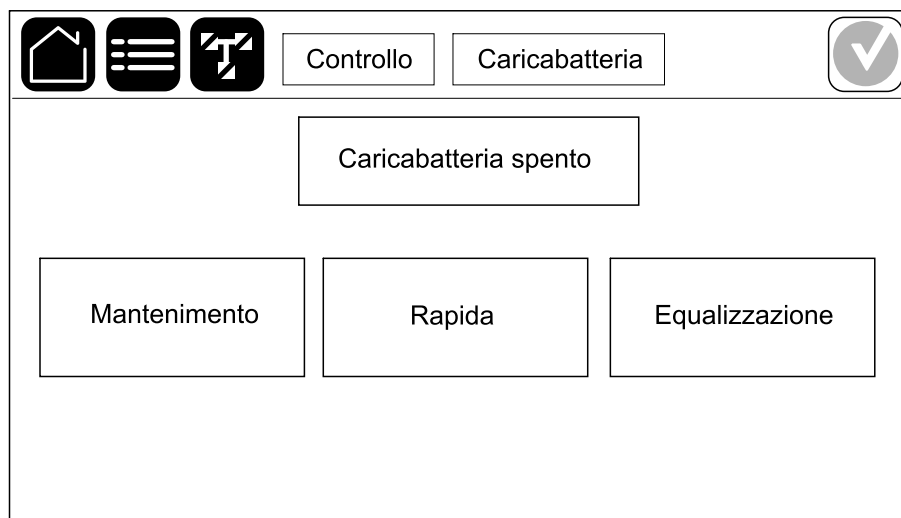 Controllo
Caricabatteria
Caricabatteria spento
Mantenimento
Rapida
Equalizzazione